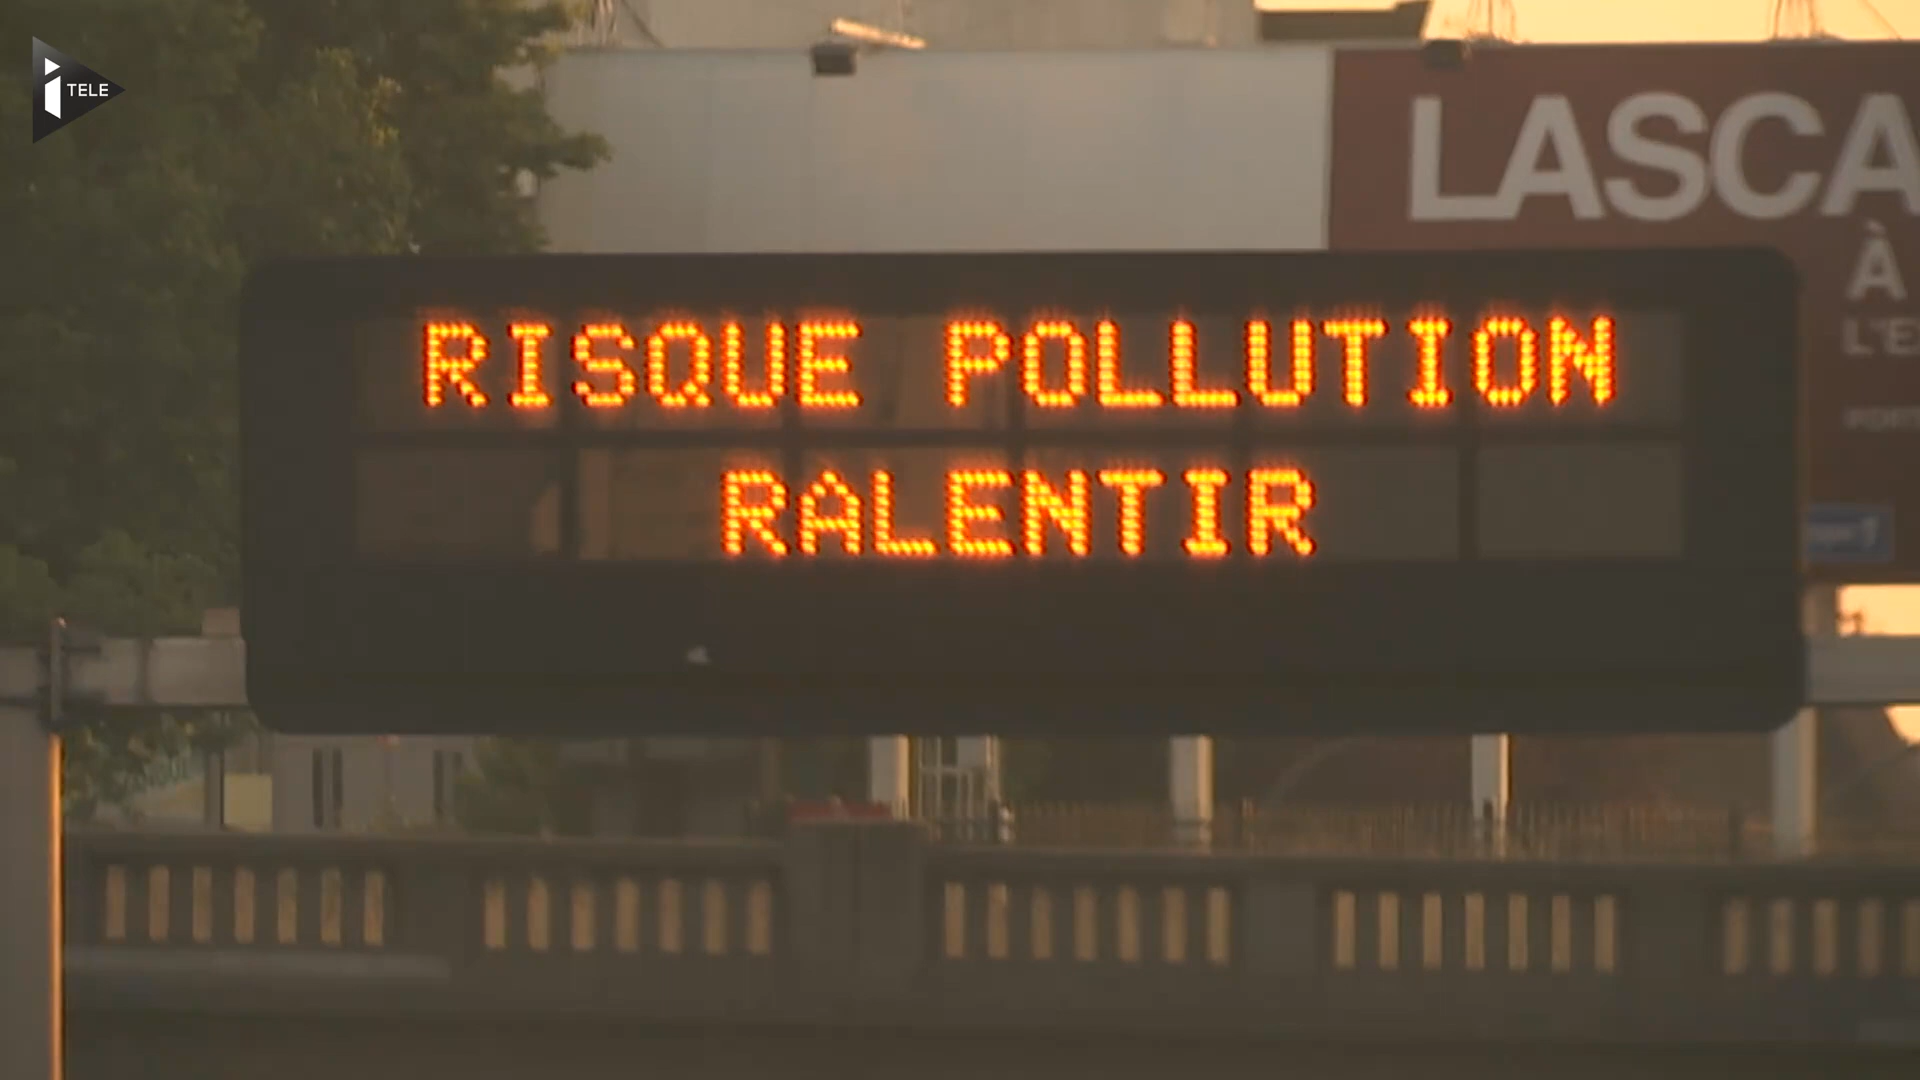 i TELE
LASCA
À
L'E
RISQUE POLLUTION
RALENTIR